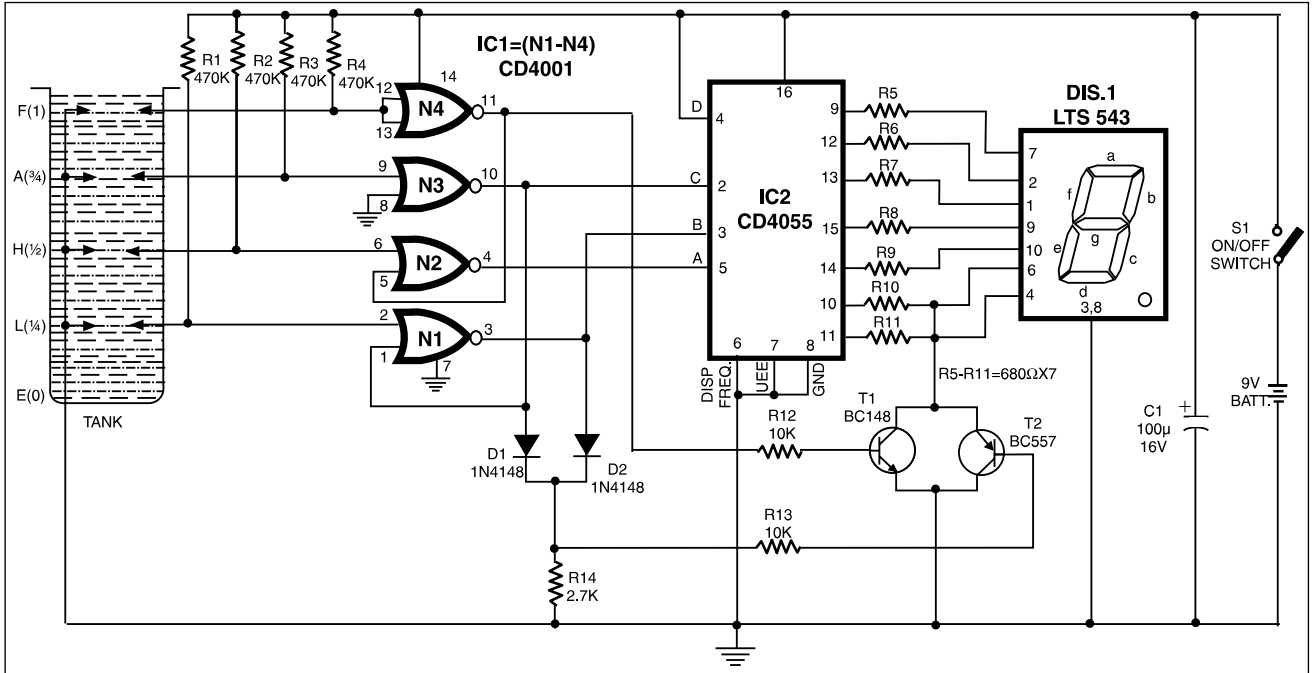 IC1=(N1-N4)
CD4001
R1
470K
R2
470K
R3
470K
R4
470K
F(1)
A(¾)
H(½)
L(¼)
E(0)
TANK
12
13
14
N4
11
9
8
N3
10
6
5
N2
4
2
1
N1
3
7
D1
1N4148
D2
1N4148
R14
2.7K
R12
10K
R13
10K
D
4
C
2
B
3
A
5
16
IC2
CD4055
9
12
13
15
14
10
11
6
7
8
DISP
FREQ.
UEE
GND
R5
R6
R7
R8
R9
R10
R11
R5-R11=680ΩX7
DIS.1
LTS 543
7
2
1
9
10
6
4
a
f
b
g
e
c
d
3,8
T1
BC148
T2
BC557
C1
100µ
16V
+
S1
ON/OFF
SWITCH
9V
BATT.